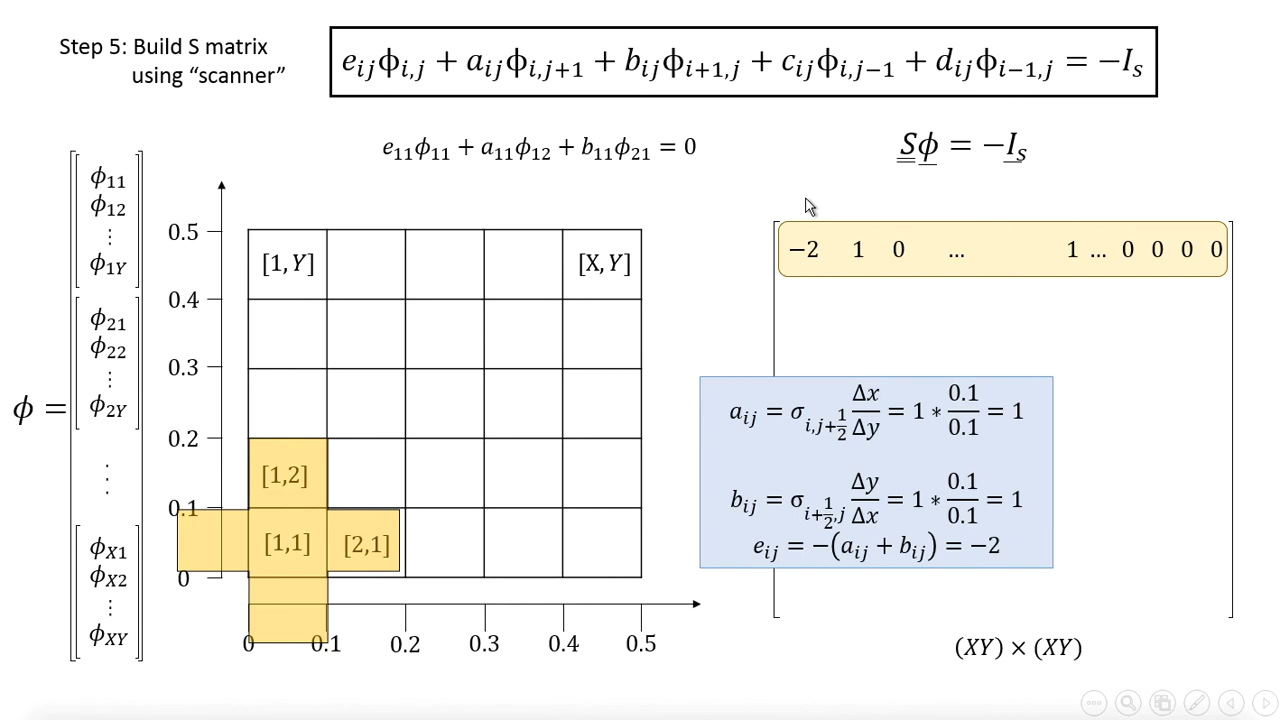 Step 5: Build S matrix
using “scanner”
e_{ij}ϕ_{i,j} + a_{ij}ϕ_{i,j+1} + b_{ij}ϕ_{i+1,j} + c_{ij}ϕ_{i,j−1} + d_{ij}ϕ_{i−1,j} = −I_s
e_{11}ϕ_{11} + a_{11}ϕ_{12} + b_{11}ϕ_{21} = 0
Sϕ = −I_s
ϕ =
ϕ_{11}
ϕ_{12}
⋮
ϕ_{1Y}
ϕ_{21}
ϕ_{22}
⋮
ϕ_{2Y}
⋮
ϕ_{X1}
ϕ_{X2}
⋮
ϕ_{XY}
0.5
0.4
0.3
0.2
0.1
0
[1,Y] [X,Y]
[1,2]
[1,1] [2,1]
0 0.1 0.2 0.3 0.4 0.5
−2 1 0 ... 1 ... 0 0 0 0
a_{ij} = σ_{i,j+1/2} Δx/Δy = 1 * 0.1/0.1 = 1
b_{ij} = σ_{i+1/2,j} Δy/Δx = 1 * 0.1/0.1 = 1
e_{ij} = −(a_{ij} + b_{ij}) = −2
(XY) × (XY)